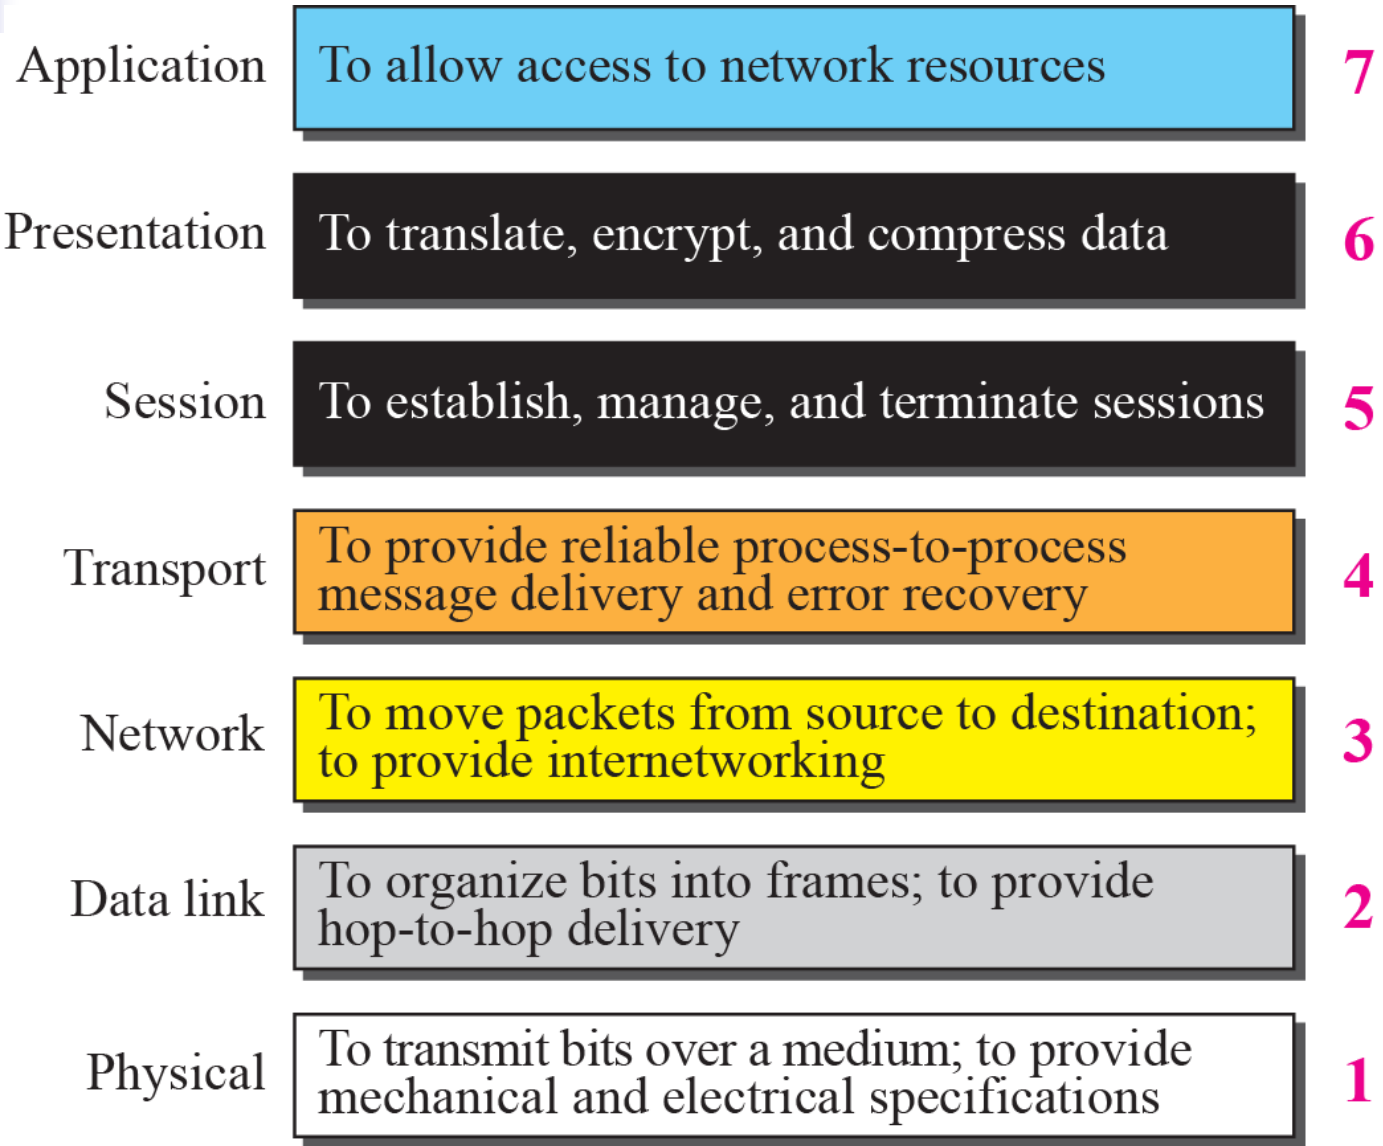 Application
To allow access to network resources
7
Presentation
To translate, encrypt, and compress data
6
Session
To establish, manage, and terminate sessions
5
Transport
To provide reliable process-to-process
message delivery and error recovery
4
Network
To move packets from source to destination;
to provide internetworking
3
Data link
To organize bits into frames; to provide
hop-to-hop delivery
2
Physical
To transmit bits over a medium; to provide
mechanical and electrical specifications
1